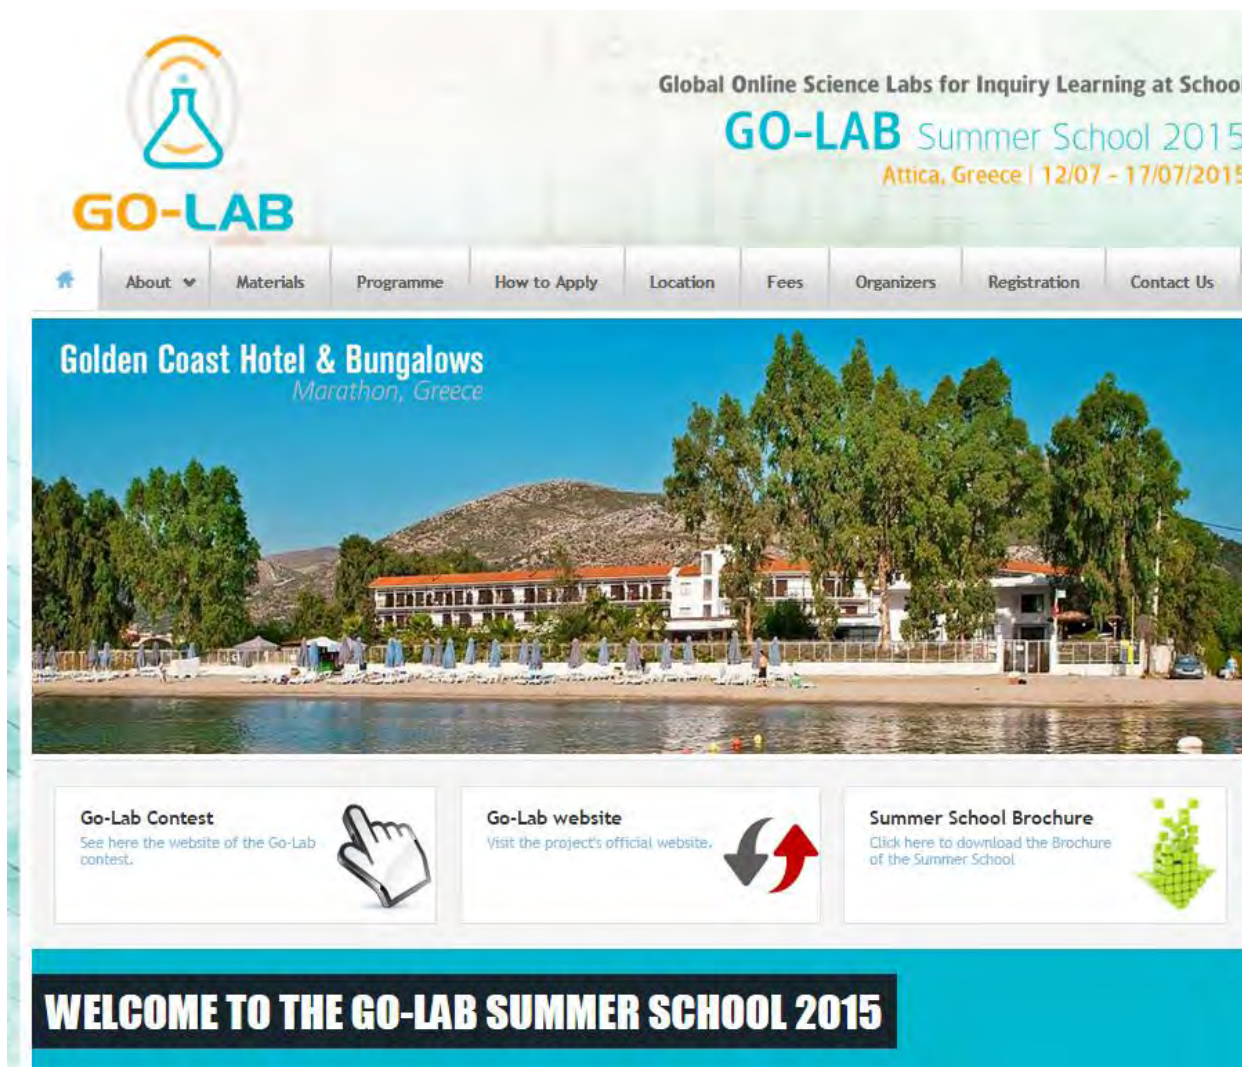 Global Online Science Labs for Inquiry Learning at School
GO-LAB Summer School 2015
Attica, Greece | 12/07 - 17/07/2015
GO-LAB
About
Materials
Programme
How to Apply
Location
Fees
Organizers
Registration
Contact Us
Golden Coast Hotel & Bungalows
Marathon, Greece
Go-Lab Contest
See here the website of the Go-Lab
contest.
Go-Lab website
Visit the project's official website.
Summer School Brochure
Click here to download the Brochure
of the Summer School
WELCOME TO THE GO-LAB SUMMER SCHOOL 2015